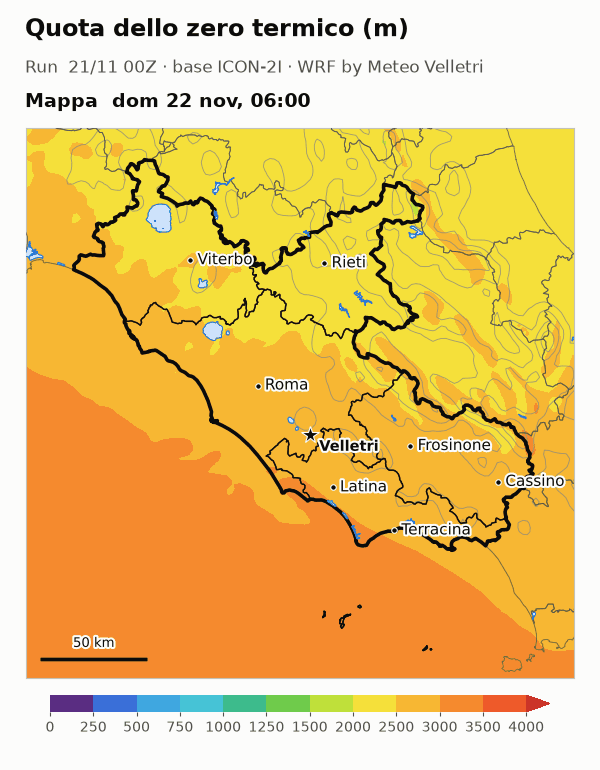 Quota dello zero termico (m)
Run 21/11 00Z · base ICON-2I · WRF by Meteo Velletri
Mappa dom 22 nov, 06:00
Viterbo
Rieti
Roma
Velletri
Frosinone
Latina
Cassino
Terracina
50 km
0 250 500 750 1000 1250 1500 2000 2500 3000 3500 4000